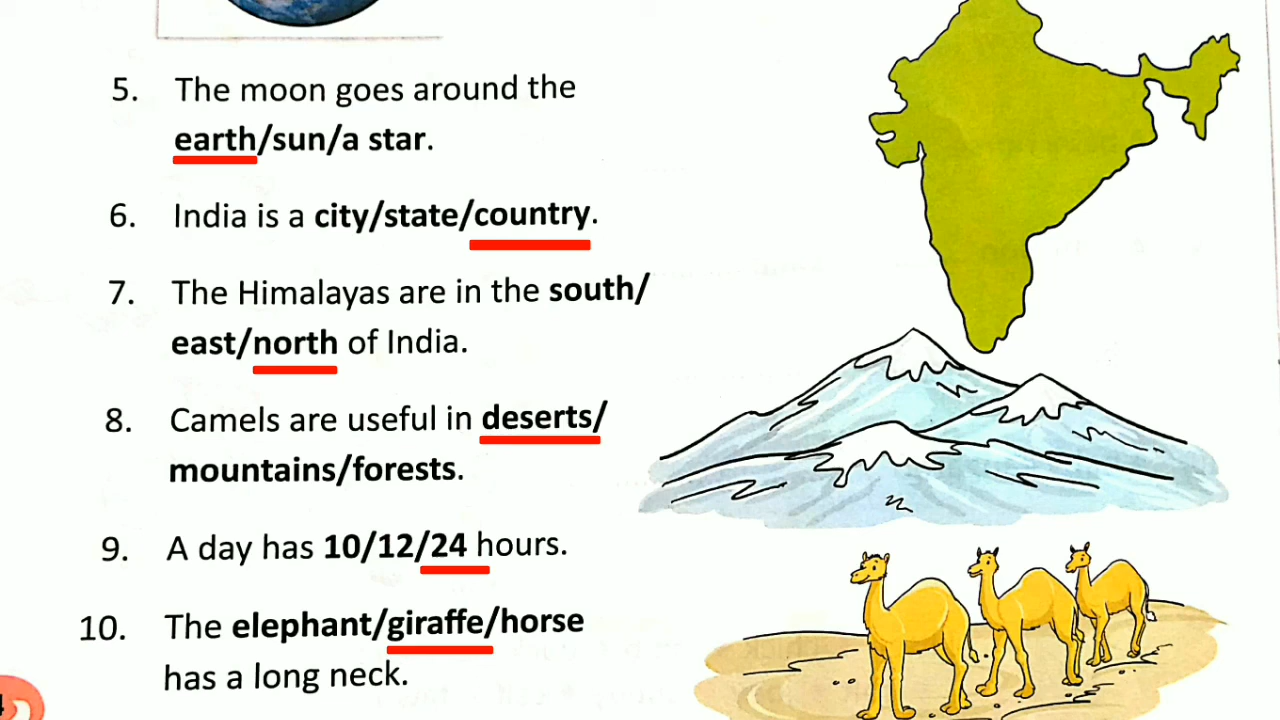 5. The moon goes around the
earth/sun/a star.
6. India is a city/state/country.
7. The Himalayas are in the south/
east/north of India.
8. Camels are useful in deserts/
mountains/forests.
9. A day has 10/12/24 hours.
10. The elephant/giraffe/horse
has a long neck.